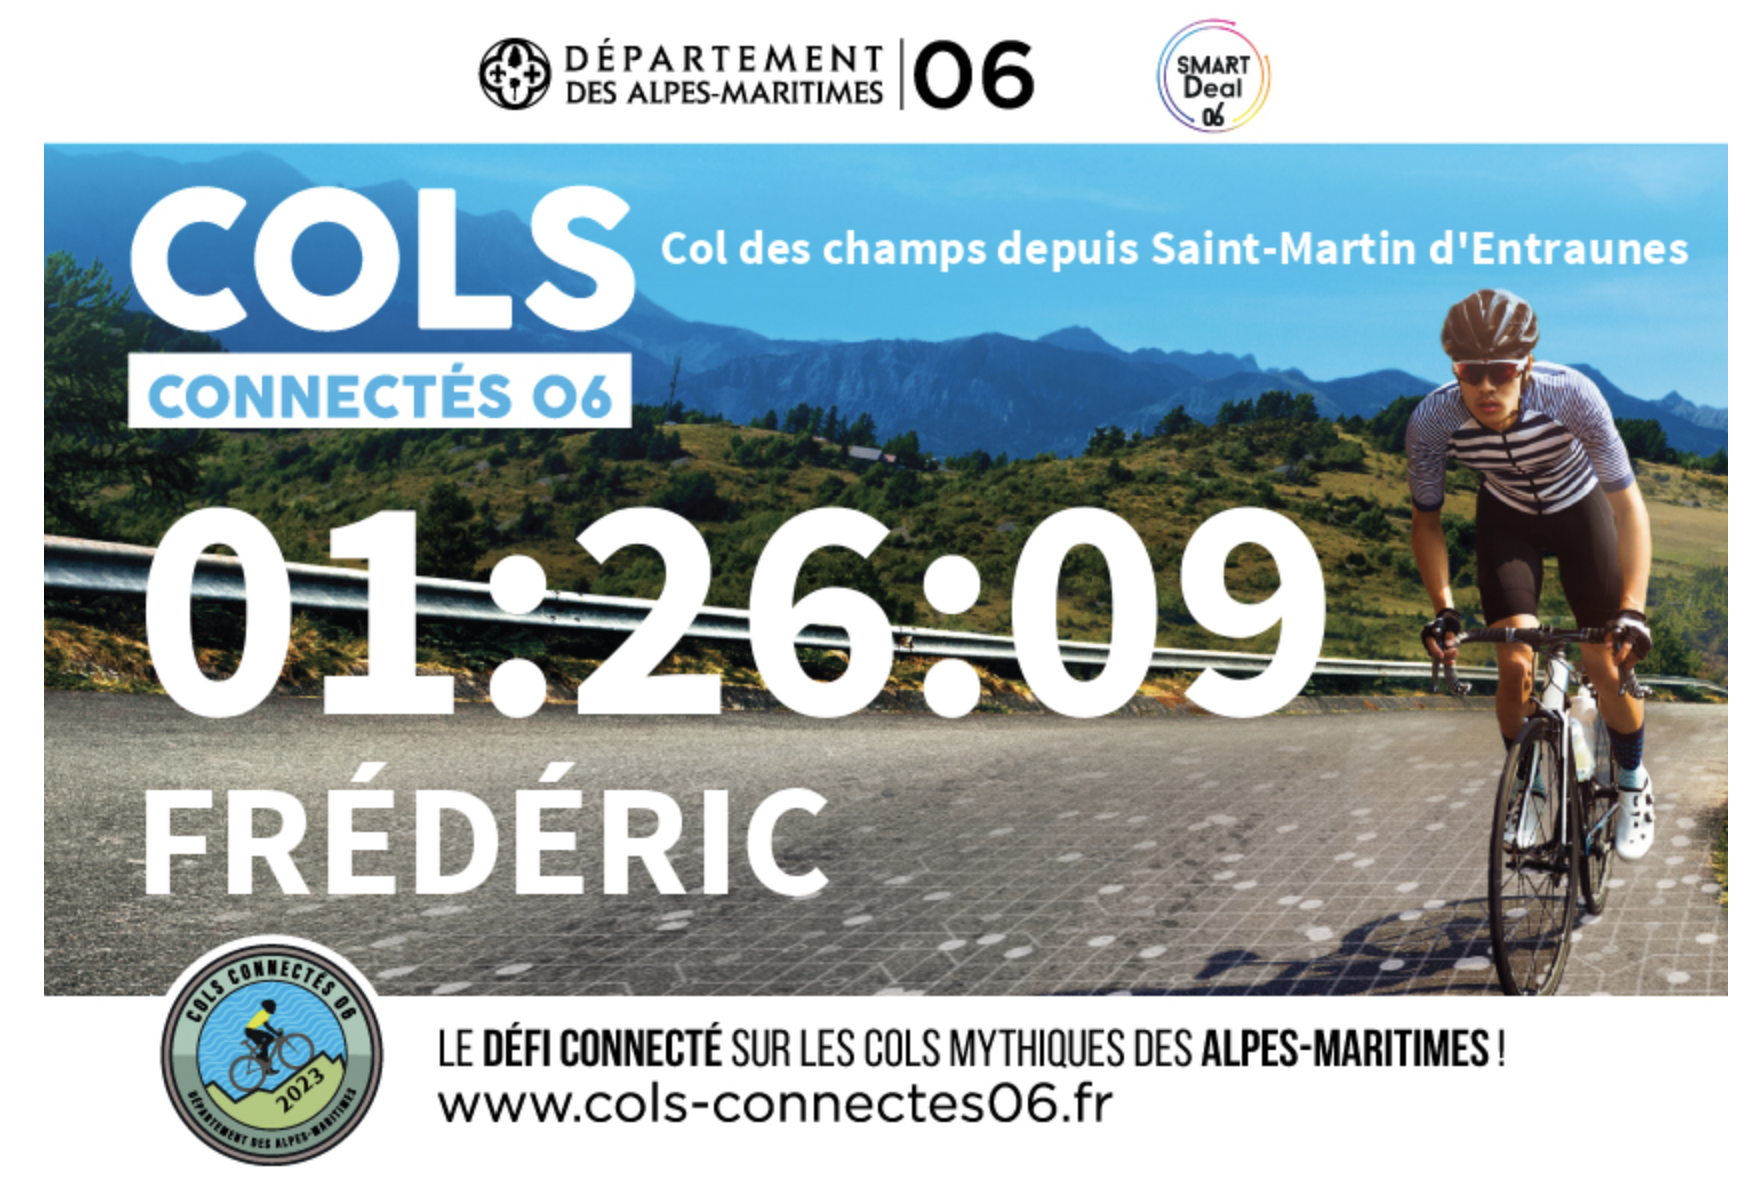 DÉPARTEMENT
DES ALPES-MARITIMES
06
SMART
Deal
06
COLS
CONNECTÉS 06
Col des champs depuis Saint-Martin d'Entraunes
01:26:09
FRÉDÉRIC
COLS CONNECTÉS 06
2023
DÉPARTEMENT DES ALPES-MARITIMES
LE DÉFI CONNECTÉ SUR LES COLS MYTHIQUES DES ALPES-MARITIMES !
www.cols-connectes06.fr